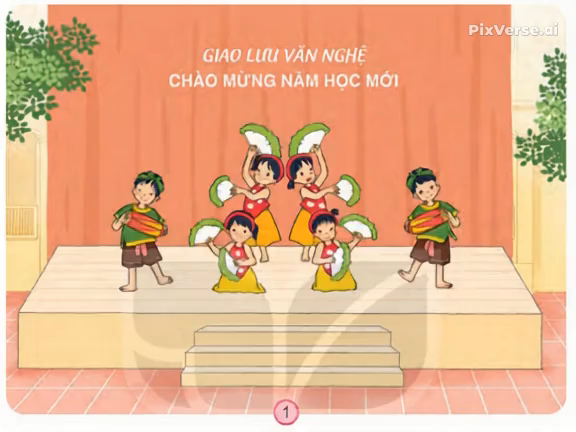 PixVerse.ai
GIAO LƯU VĂN NGHỆ
CHÀO MỪNG NĂM HỌC MỚI
1